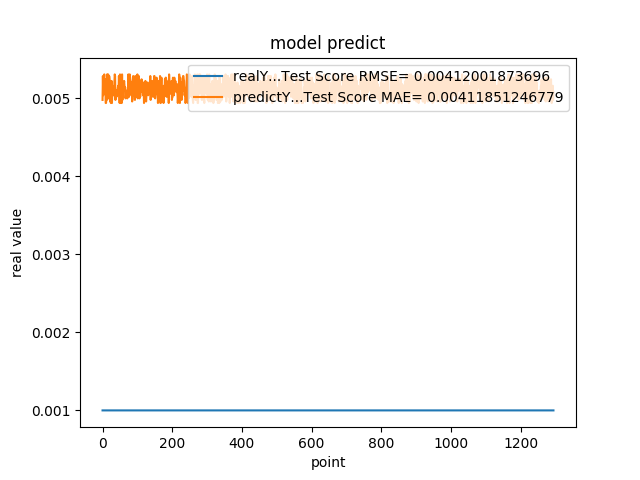 model predict
realY...Test Score RMSE= 0.00412001873696
predictY...Test Score MAE= 0.00411851246779
0.005
0.004
0.003
0.002
0.001
real value
0 200 400 600 800 1000 1200
point